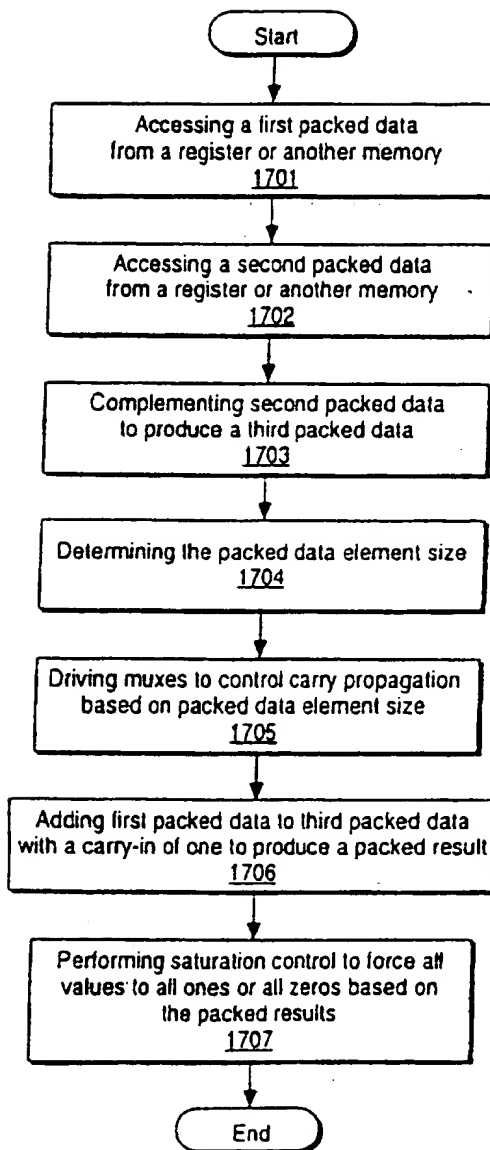 Start
Accessing a first packed data
from a register or another memory
1701
Accessing a second packed data
from a register or another memory
1702
Complementing second packed data
to produce a third packed data
1703
Determining the packed data element size
1704
Driving muxes to control carry propagation
based on packed data element size
1705
Adding first packed data to third packed data
with a carry-in of one to produce a packed result
1706
Performing saturation control to force all
values to all ones or all zeros based on
the packed results
1707
End